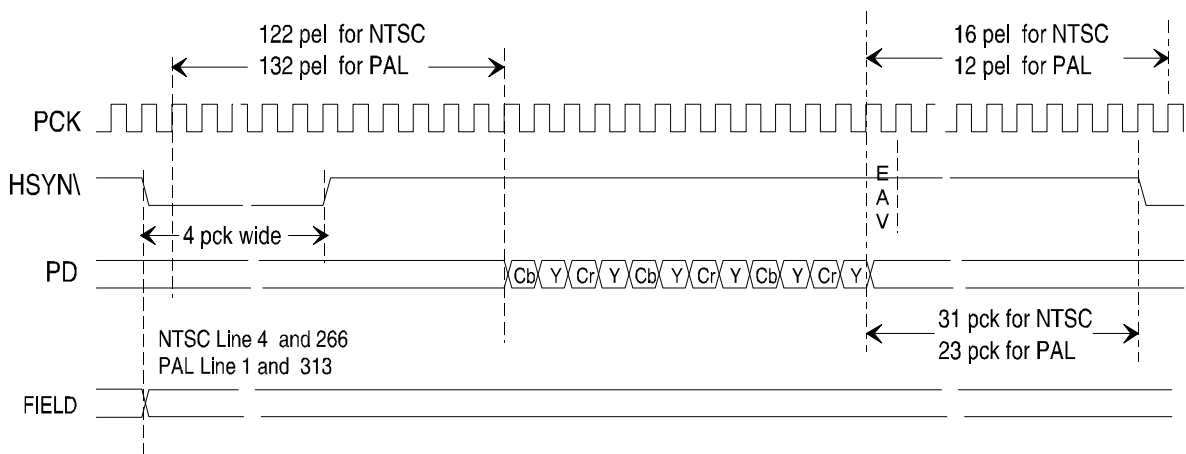 122 pel for NTSC
132 pel for PAL
16 pel for NTSC
12 pel for PAL
PCK
HSYN\
E
A
V
4 pck wide
PD
Cb Y Cr Y Cb Y Cr Y Cb Y Cr Y
31 pck for NTSC
23 pck for PAL
NTSC Line 4 and 266
PAL Line 1 and 313
FIELD